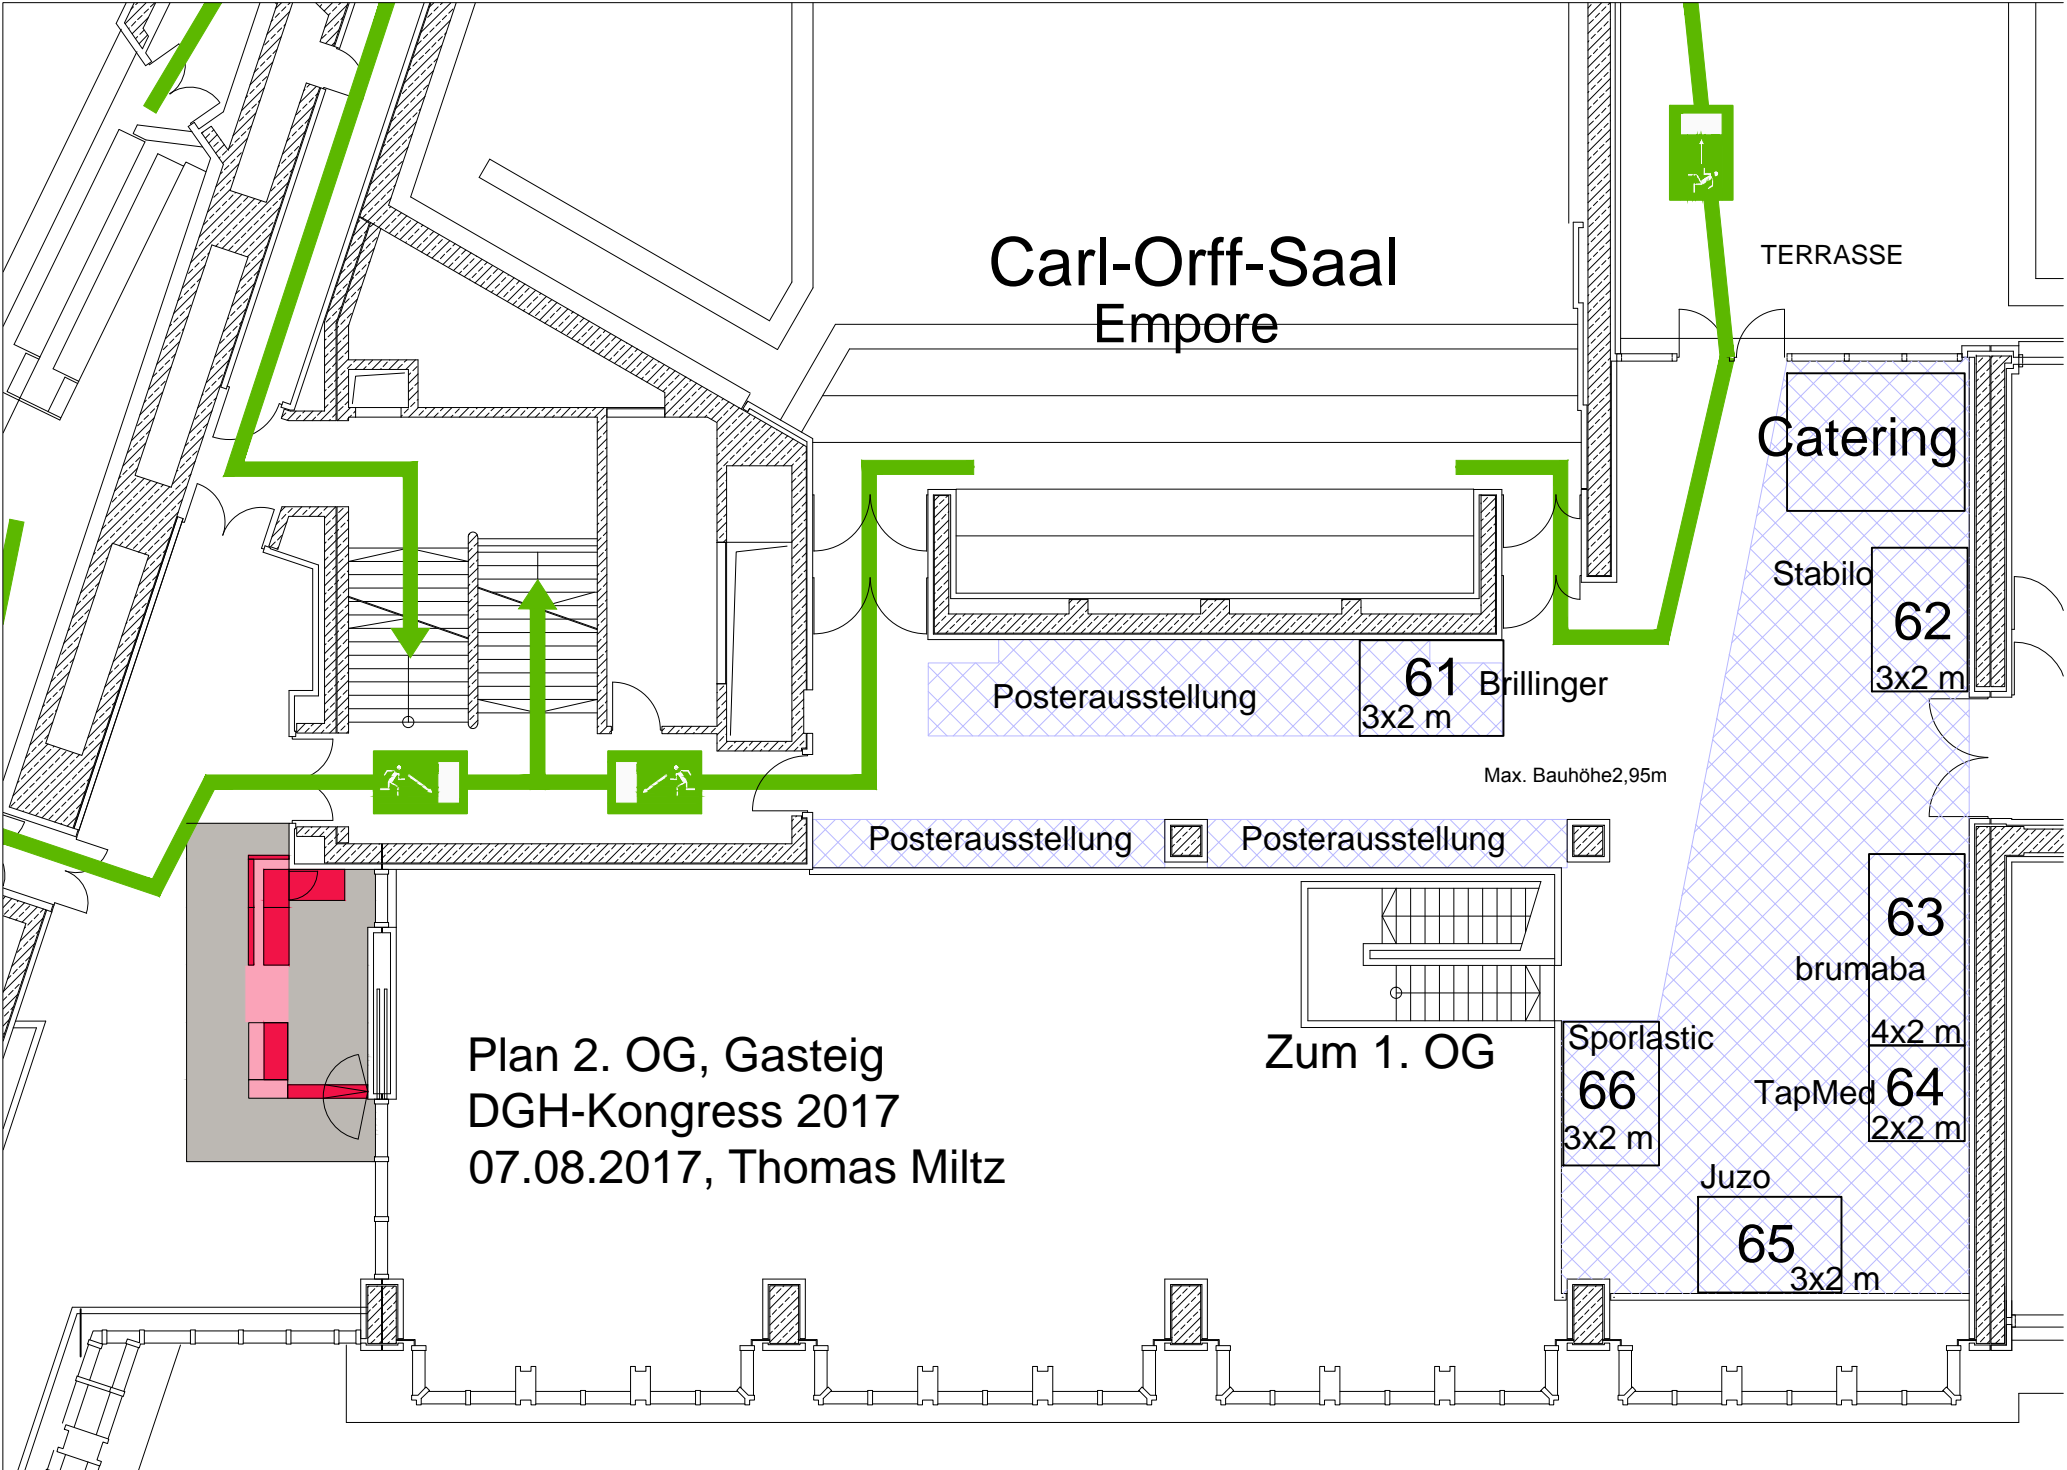 Carl-Orff-Saal
Empore
TERRASSE
Catering
Stabilo
62
3x2 m
Posterausstellung
61
3x2 m
Brillinger
Max. Bauhöhe2,95m
Posterausstellung
Posterausstellung
63
brumaba
4x2 m
Zum 1. OG
Sporlastic
66
3x2 m
TapMed
64
2x2 m
Juzo
65
3x2 m
Plan 2. OG, Gasteig
DGH-Kongress 2017
07.08.2017, Thomas Miltz